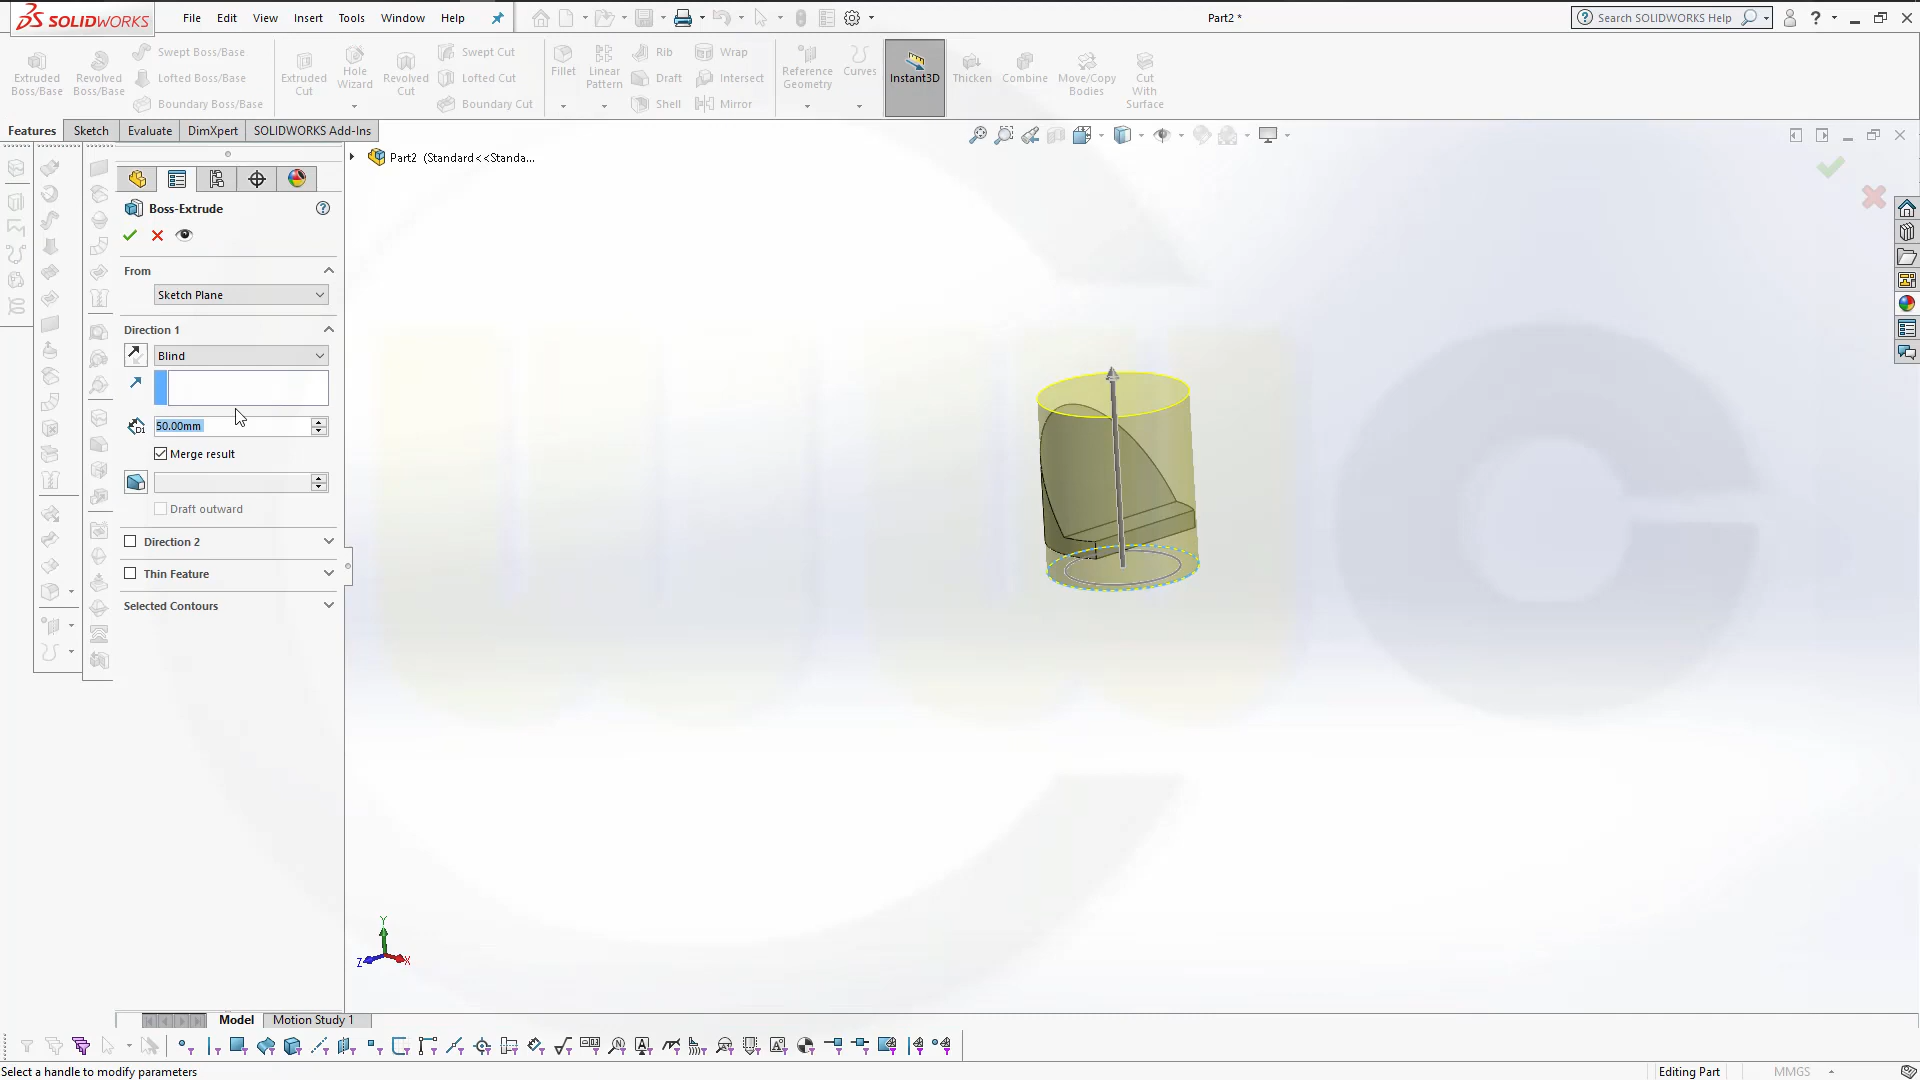 SOLIDWORKS
File Edit View Insert Tools Window Help
Part2 *
Search SOLIDWORKS Help
Extruded Boss/Base
Revolved Boss/Base
Swept Boss/Base
Lofted Boss/Base
Boundary Boss/Base
Extruded Cut
Hole Wizard
Revolved Cut
Swept Cut
Lofted Cut
Boundary Cut
Fillet
Linear Pattern
Rib
Draft
Shell
Wrap
Intersect
Mirror
Reference Geometry
Curves
Instant3D
Thicken
Combine
Move/Copy Bodies
Cut With Surface
Features Sketch Evaluate DimXpert SOLIDWORKS Add-Ins
Part2 (Standard<<Standa...
Boss-Extrude
From
Sketch Plane
Direction 1
Blind
D1
50.00mm
Merge result
Draft outward
Direction 2
Thin Feature
Selected Contours
Y
Z
X
Model Motion Study 1
Select a handle to modify parameters
Editing Part
MMGS